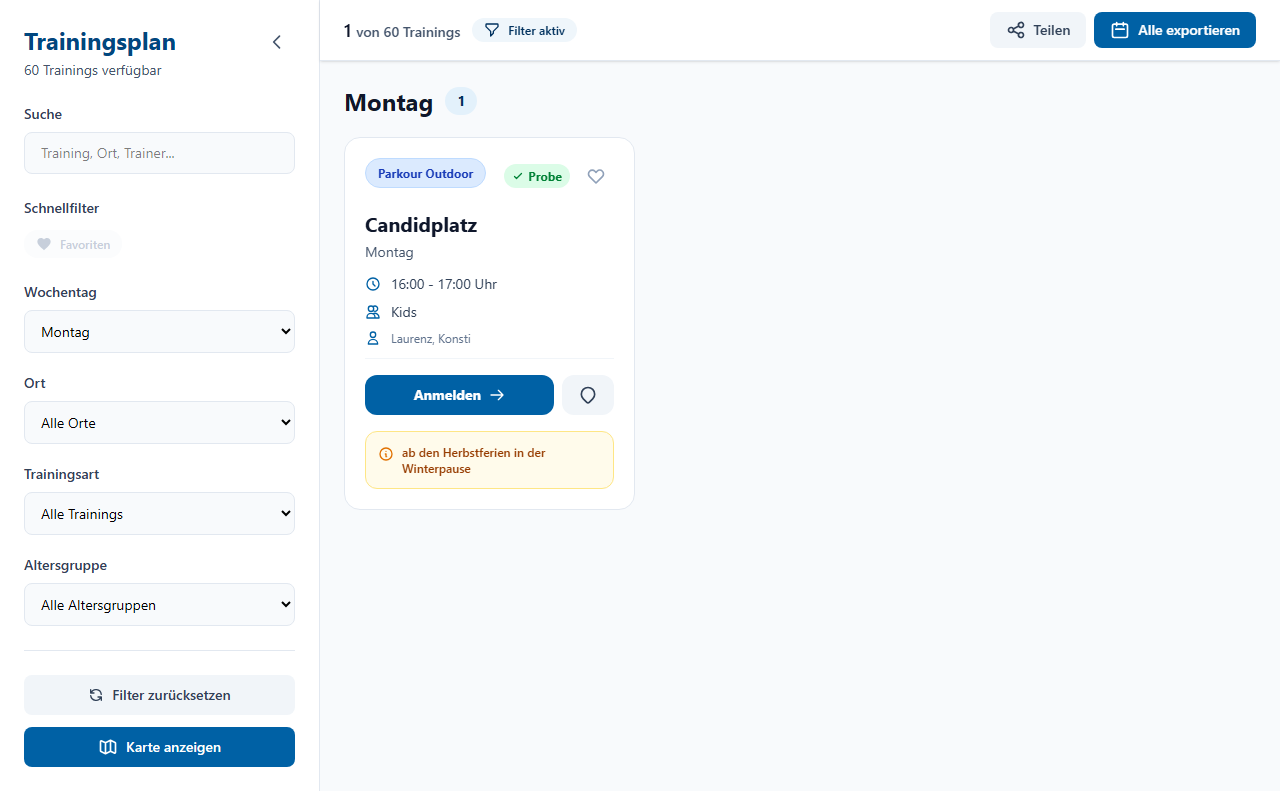 Trainingsplan
60 Trainings verfügbar
Suche
Training, Ort, Trainer...
Schnellfilter
Favoriten
Wochentag
Montag
Ort
Alle Orte
Trainingsart
Alle Trainings
Altersgruppe
Alle Altersgruppen
Filter zurücksetzen
Karte anzeigen
1 von 60 Trainings
Filter aktiv
Teilen
Alle exportieren
Montag 1
Parkour Outdoor
✓ Probe
Candidplatz
Montag
16:00 - 17:00 Uhr
Kids
Laurenz, Konsti
Anmelden →
ab den Herbstferien in der
Winterpause